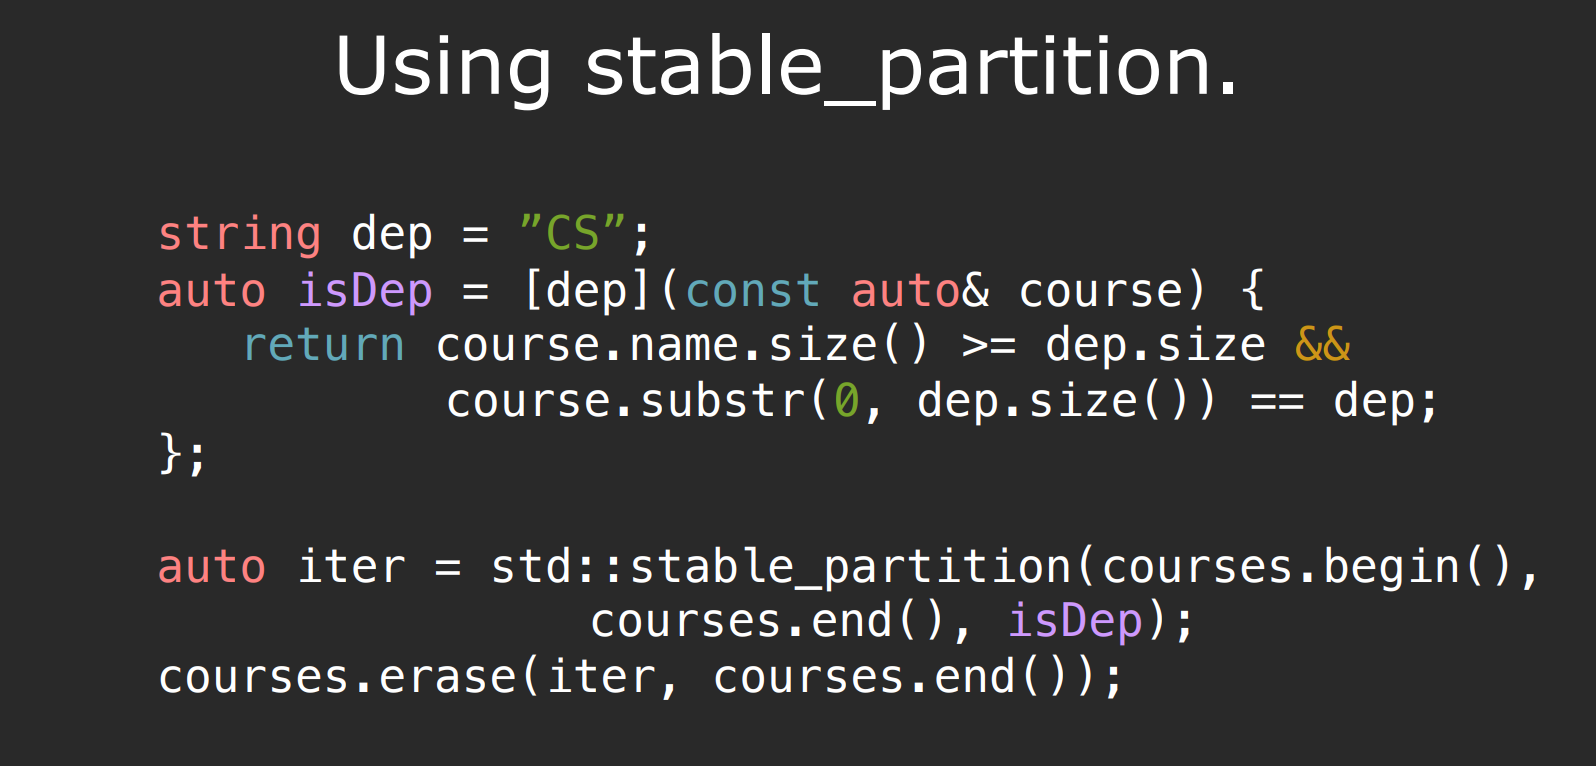 Using stable_partition.
string dep = ”CS”;
auto isDep = [dep](const auto& course) {
return course.name.size() >= dep.size &&
course.substr(0, dep.size()) == dep;
};
auto iter = std::stable_partition(courses.begin(),
courses.end(), isDep);
courses.erase(iter, courses.end());